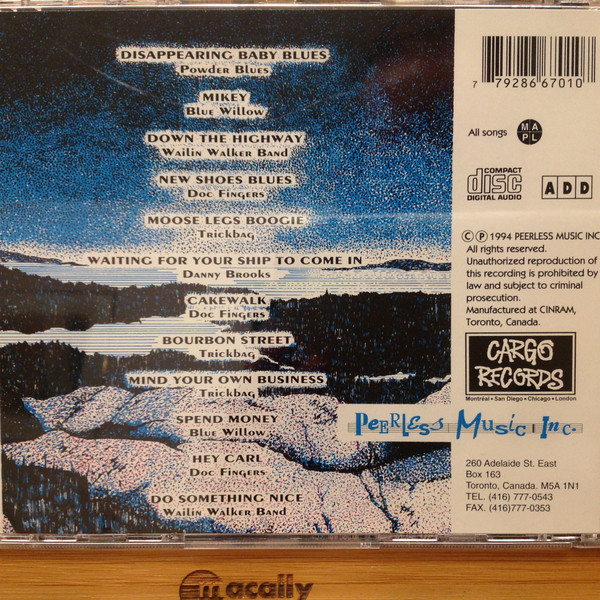 DISAPPEARING BABY BLUES
POWDER BLUES
MIKEY
BLUE WILLOW
DOWN THE HIGHWAY
WAILIN WALKER BAND
NEW SHOES BLUES
DOC FINGERS
MOOSE LEGS BOOGIE
TRICKBAG
WAITING FOR YOUR SHIP TO COME IN
DANNY BROOKS
CAKEWALK
DOC FINGERS
BOURBON STREET
TRICKBAG
MIND YOUR OWN BUSINESS
TRICKBAG
SPEND MONEY
BLUE WILLOW
HEY CARL
DOC FINGERS
DO SOMETHING NICE
WAILIN WALKER BAND
7 79286 67010
All songs MAPL
COMPACT
disc
DIGITAL AUDIO
ADD
© ℗ 1994 PEERLESS MUSIC INC
All rights reserved.
Unauthorized reproduction of
this recording is prohibited by
law and subject to criminal
prosecution.
Manufactured at CINRAM,
Toronto, Canada.
CARGO
RECORDS
Montréal • San Diego • Chicago • London
PEERLESS MUSIC INC.
260 Adelaide St. East
Box 163
Toronto, Canada. M5A 1N1
TEL. (416) 777-0543
FAX. (416)777-0353
macally